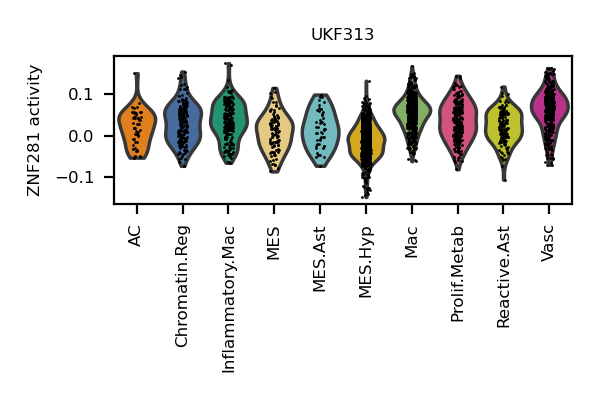 UKF313
ZNF281 activity
0.1
0.0
−0.1
AC
Chromatin.Reg
Inflammatory.Mac
MES
MES.Ast
MES.Hyp
Mac
Prolif.Metab
Reactive.Ast
Vasc